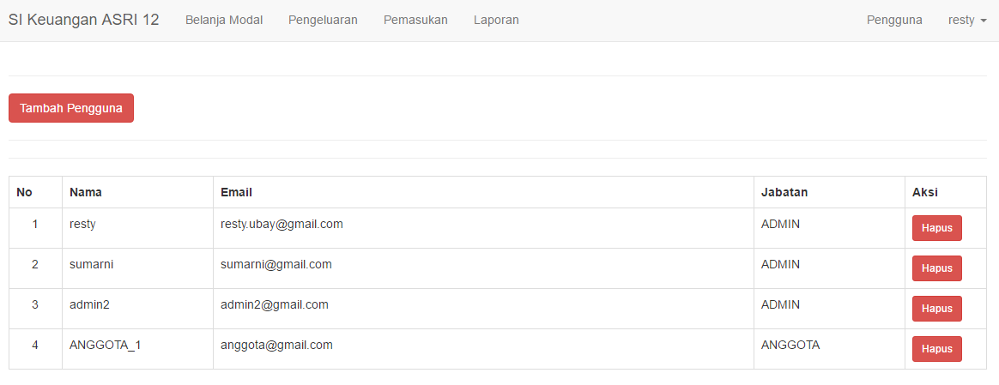 SI Keuangan ASRI 12 Belanja Modal Pengeluaran Pemasukan Laporan Pengguna resty
Tambah Pengguna
No Nama Email Jabatan Aksi
1 resty resty.ubay@gmail.com ADMIN Hapus
2 sumarni sumarni@gmail.com ADMIN Hapus
3 admin2 admin2@gmail.com ADMIN Hapus
4 ANGGOTA_1 anggota@gmail.com ANGGOTA Hapus